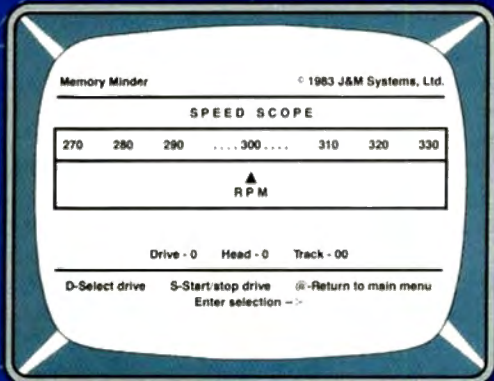 Memory Minder © 1983 J&M Systems, Ltd.
SPEED SCOPE
270 280 290 ....300.... 310 320 330
▲
RPM
Drive - 0 Head - 0 Track - 00
D-Select drive S-Start/stop drive @-Return to main menu
Enter selection -:-